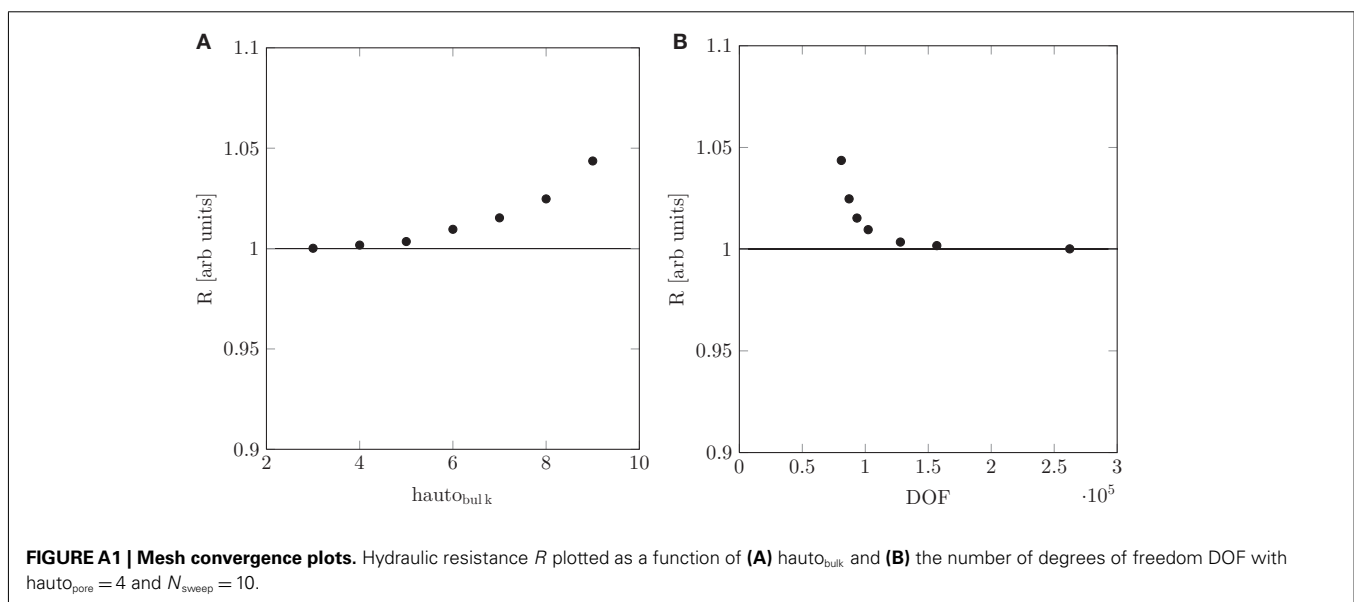 A
1.1
1.05
1
0.95
0.9
R [arb units]
2
4
6
8
10
hauto_bulk
B
1.1
1.05
1
0.95
0.9
R [arb units]
0
0.5
1
1.5
2
2.5
3
DOF
·10^5
FIGURE A1 | Mesh convergence plots. Hydraulic resistance R plotted as a function of (A) hauto_bulk and (B) the number of degrees of freedom DOF with
hauto_pore = 4 and N_sweep = 10.